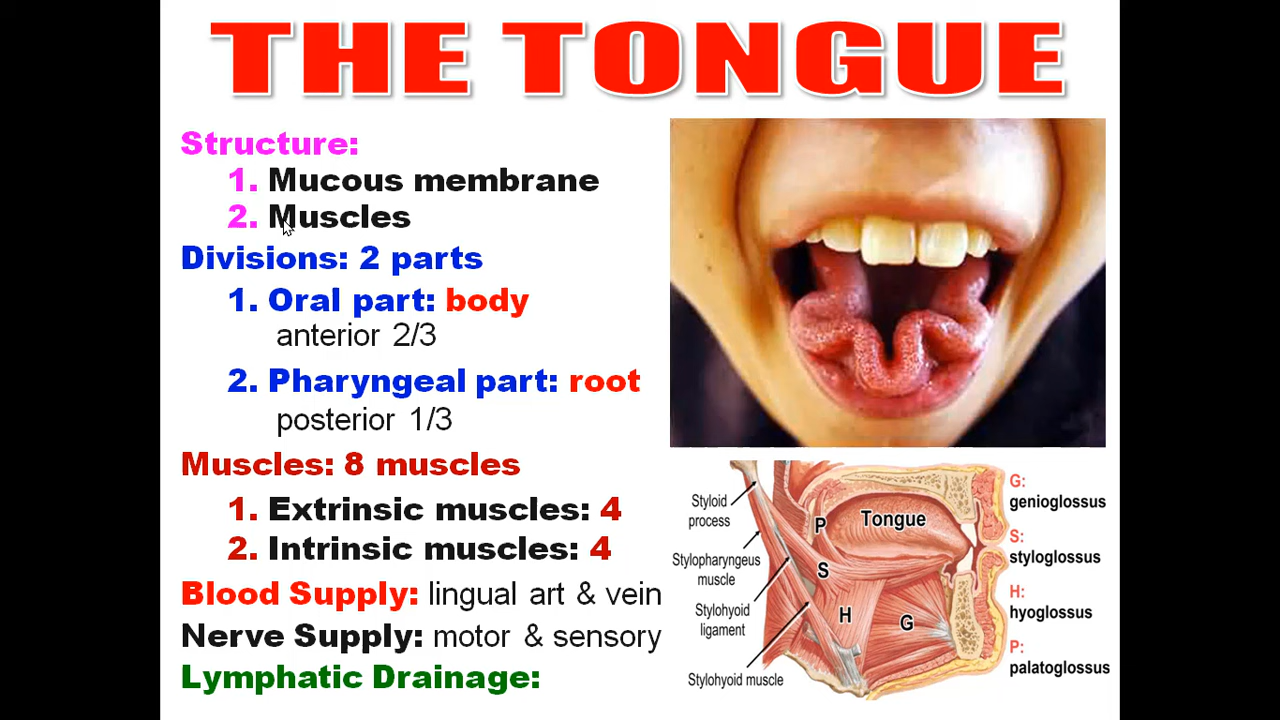 THE TONGUE
Structure:
1. Mucous membrane
2. Muscles
Divisions: 2 parts
1. Oral part: body
anterior 2/3
2. Pharyngeal part: root
posterior 1/3
Muscles: 8 muscles
1. Extrinsic muscles: 4
2. Intrinsic muscles: 4
Blood Supply: lingual art & vein
Nerve Supply: motor & sensory
Lymphatic Drainage:
Styloid
process
Stylopharyngeus
muscle
Stylohyoid
ligament
Stylohyoid muscle
P
Tongue
S
H
G
G:
genioglossus
S:
styloglossus
H:
hyoglossus
P:
palatoglossus